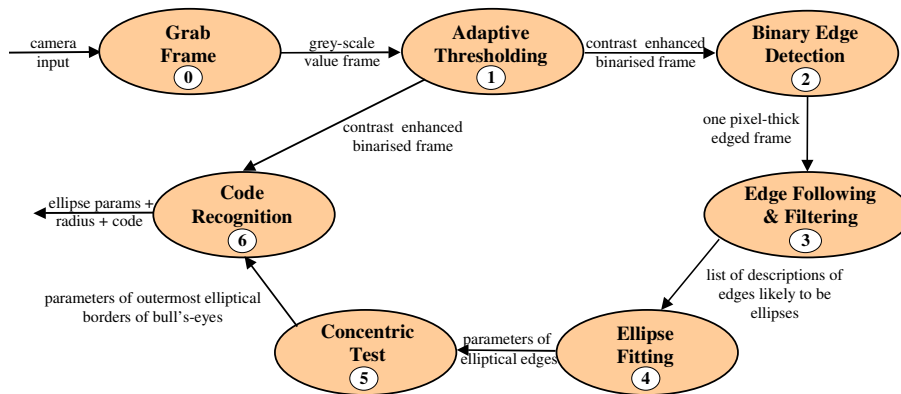 camera
input
Grab
Frame
0
grey-scale
value frame
Adaptive
Thresholding
1
contrast enhanced
binarised frame
Binary Edge
Detection
2
one pixel-thick
edged frame
contrast enhanced
binarised frame
Edge Following
& Filtering
3
Code
Recognition
6
ellipse params +
radius + code
list of descriptions of
edges likely to be
ellipses
parameters of outermost elliptical
borders of bull's-eyes
Ellipse
Fitting
4
parameters of
elliptical edges
Concentric
Test
5